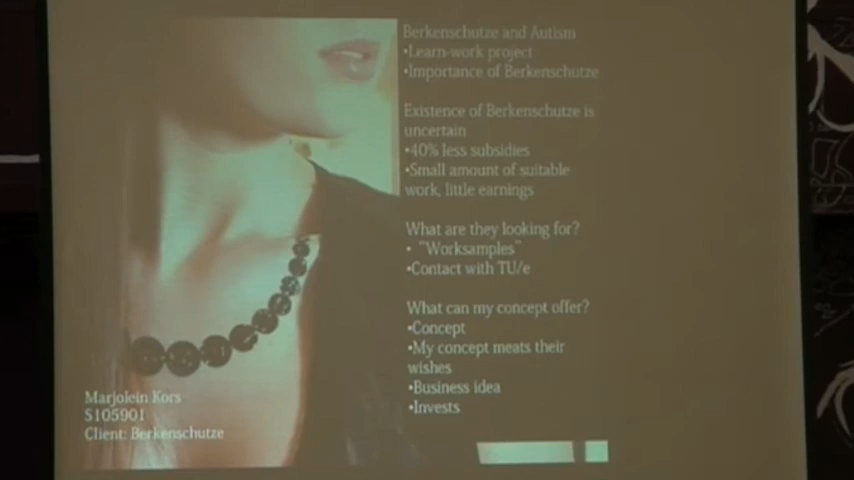 Berkenschutze and Autism
•Learn-work project
•Importance of Berkenschutze
Existence of Berkenschutze is
uncertain
•40% less subsidies
•Small amount of suitable
work, little earnings
What are they looking for?
• "Worksamples"
•Contact with TU/e
What can my concept offer?
•Concept
•My concept meats their
wishes
•Business idea
•Invests
Marjolein Kors
S105901
Client: Berkenschutze